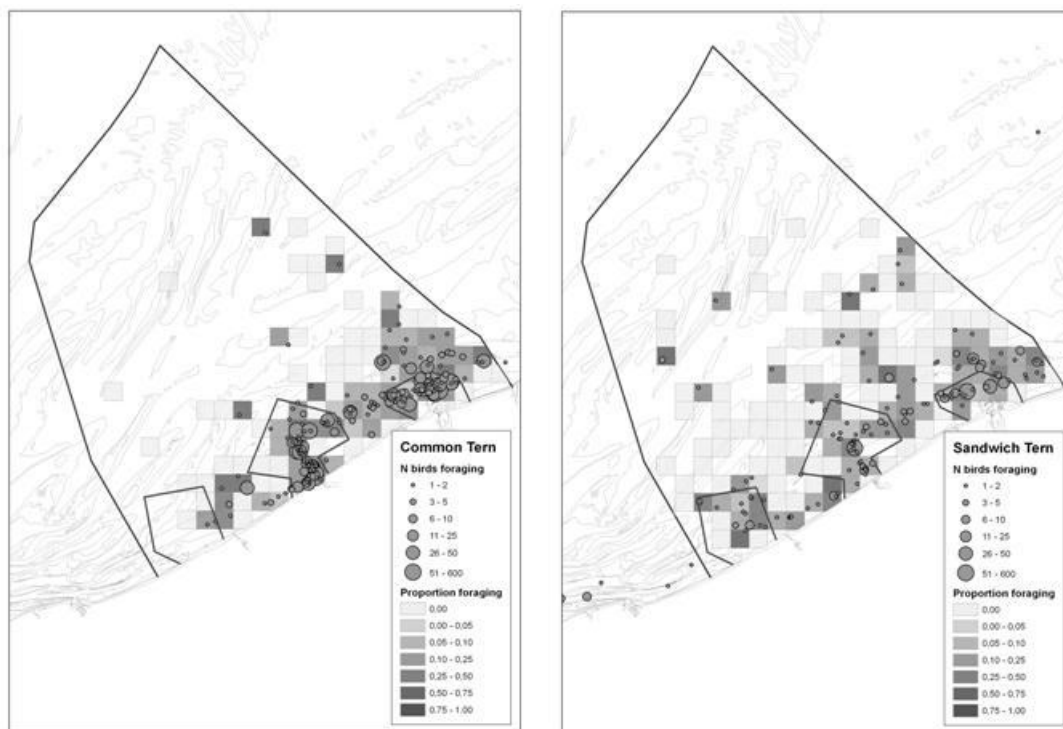 Common Tern
N birds foraging
1 - 2
3 - 5
6 - 10
11 - 25
26 - 50
51 - 600
Proportion foraging
0,00
0,00 - 0,05
0,05 - 0,10
0,10 - 0,25
0,25 - 0,50
0,50 - 0,75
0,75 - 1,00
Sandwich Tern
N birds foraging
1 - 2
3 - 5
6 - 10
11 - 25
26 - 50
51 - 600
Proportion foraging
0,00
0,00 - 0,05
0,05 - 0,10
0,10 - 0,25
0,25 - 0,50
0,50 - 0,75
0,75 - 1,00